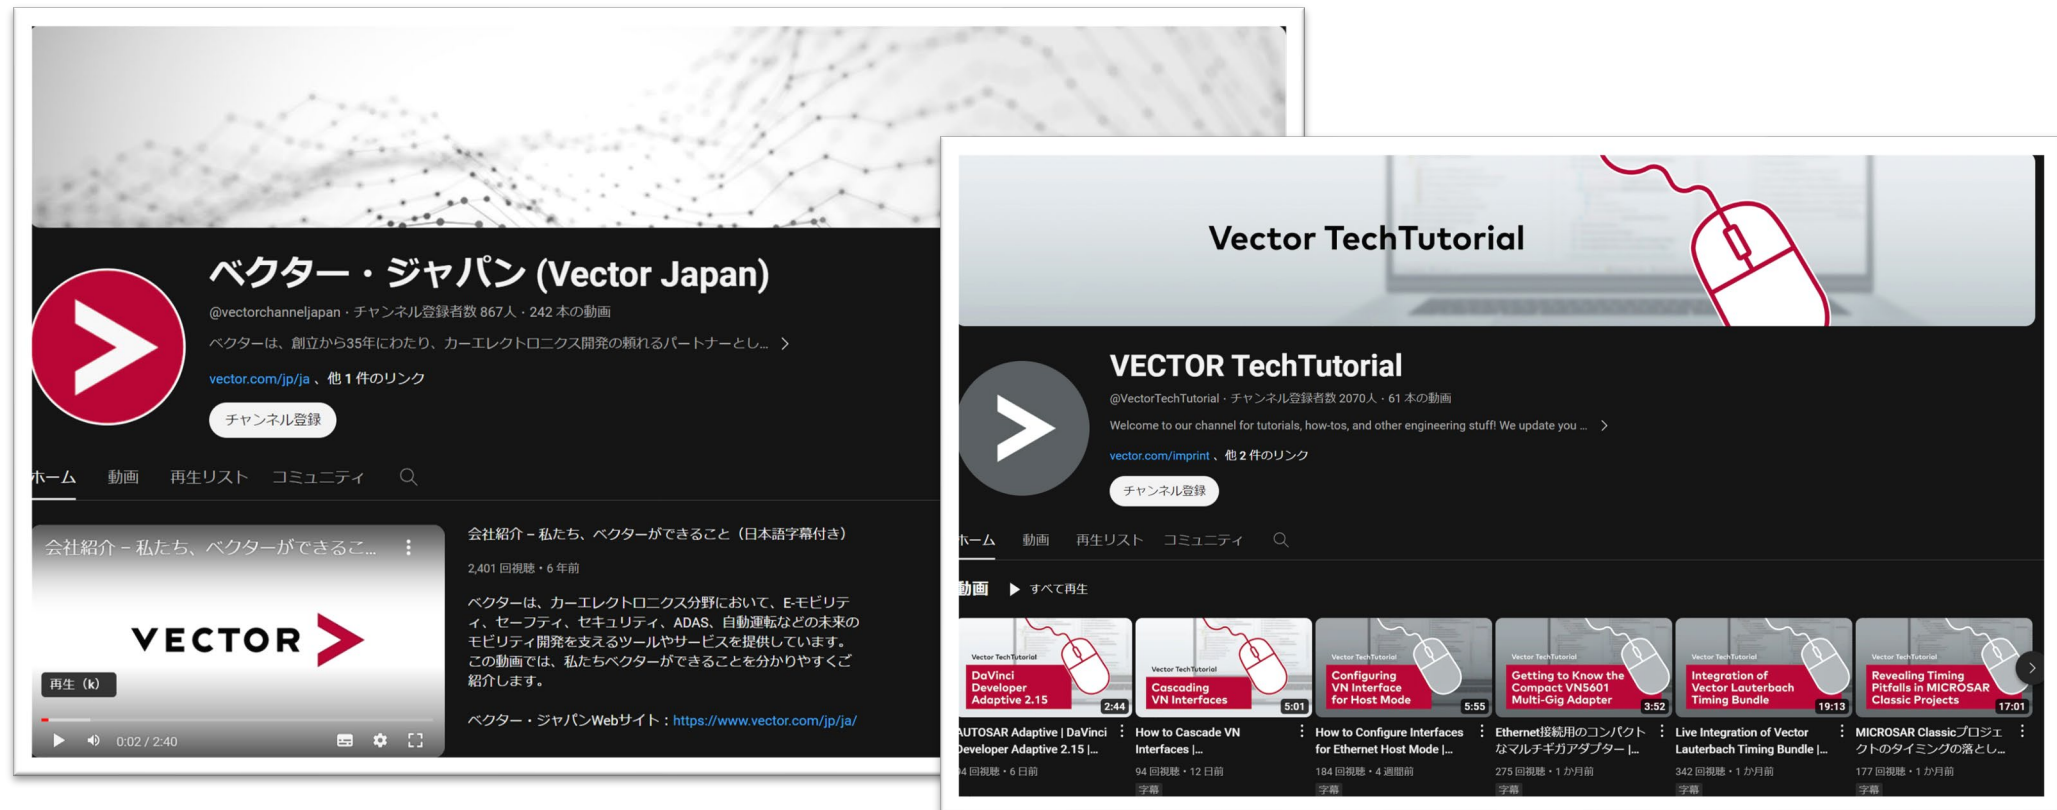 ベクター・ジャパン (Vector Japan)
@vectorchanneljapan・チャンネル登録者数 867人・242 本の動画
ベクターは、創立から35年にわたり、カーエレクトロニクス開発の頼れるパートナーとし...
vector.com/jp/ja 、他 1 件のリンク
チャンネル登録
ホーム 動画 再生リスト コミュニティ
会社紹介 – 私たち、ベクターができるこ...
VECTOR
再生（k）
0:02 / 2:40
会社紹介 – 私たち、ベクターができること（日本語字幕付き）
2,401 回視聴・6 年前
ベクターは、カーエレクトロニクス分野において、E-モビリテ
ィ、セーフティ、セキュリティ、ADAS、自動運転などの未来の
モビリティ開発を支えるツールやサービスを提供しています。
この動画では、私たちベクターができることを分かりやすくご
紹介します。
ベクター・ジャパンWebサイト：https://www.vector.com/jp/ja/
Vector TechTutorial
VECTOR TechTutorial
@VectorTechTutorial・チャンネル登録者数 2070人・61 本の動画
Welcome to our channel for tutorials, how-tos, and other engineering stuff! We update you ...
vector.com/imprint 、他 2 件のリンク
チャンネル登録
ホーム 動画 再生リスト コミュニティ
動画 すべて再生
Vector TechTutorial
DaVinci
Developer
Adaptive 2.15
2:44
AUTOSAR Adaptive | DaVinci
Developer Adaptive 2.15 |...
4 回視聴・6 日前
Vector TechTutorial
Cascading
VN Interfaces
5:01
How to Cascade VN
Interfaces |...
94 回視聴・12 日前
字幕
Vector TechTutorial
Configuring
VN Interface
for Host Mode
5:55
How to Configure Interfaces
for Ethernet Host Mode |...
184 回視聴・4 週間前
字幕
Vector TechTutorial
Getting to Know the
Compact VN5601
Multi-Gig Adapter
3:52
Ethernet接続用のコンパクト
なマルチギガアダプター |...
275 回視聴・1 か月前
Vector TechTutorial
Integration of
Vector Lauterbach
Timing Bundle
19:13
Live Integration of Vector
Lauterbach Timing Bundle |...
342 回視聴・1 か月前
字幕
Vector TechTutorial
Revealing Timing
Pitfalls in MICROSAR
Classic Projects
17:01
MICROSAR Classicプロジェ
クトのタイミングの落とし...
177 回視聴・1 か月前
字幕